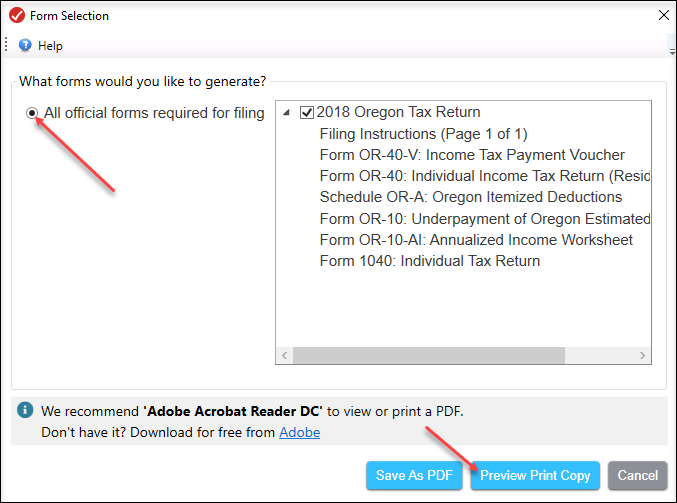 Form Selection
Help
What forms would you like to generate?
All official forms required for filing
2018 Oregon Tax Return
Filing Instructions (Page 1 of 1)
Form OR-40-V: Income Tax Payment Voucher
Form OR-40: Individual Income Tax Return (Resid
Schedule OR-A: Oregon Itemized Deductions
Form OR-10: Underpayment of Oregon Estimated
Form OR-10-AI: Annualized Income Worksheet
Form 1040: Individual Tax Return
We recommend 'Adobe Acrobat Reader DC' to view or print a PDF.
Don't have it? Download for free from Adobe
Save As PDF
Preview Print Copy
Cancel